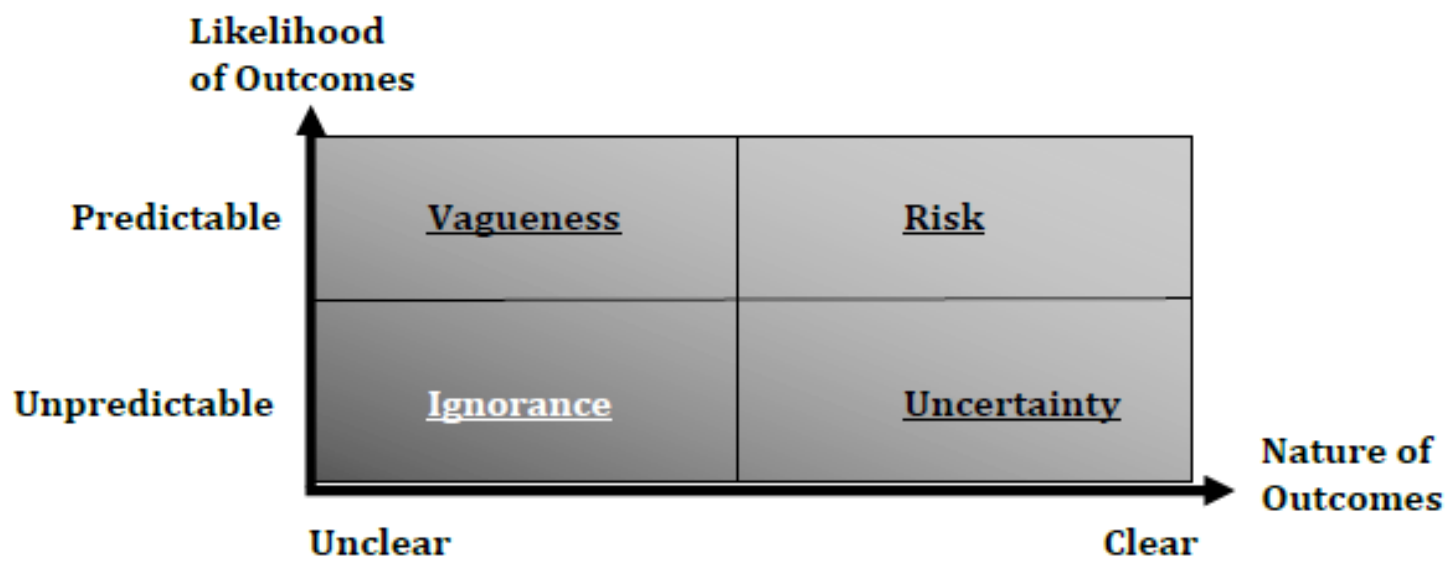 Likelihood
of Outcomes
Predictable
Vagueness
Risk
Unpredictable
Ignorance
Uncertainty
Nature of
Outcomes
Unclear
Clear